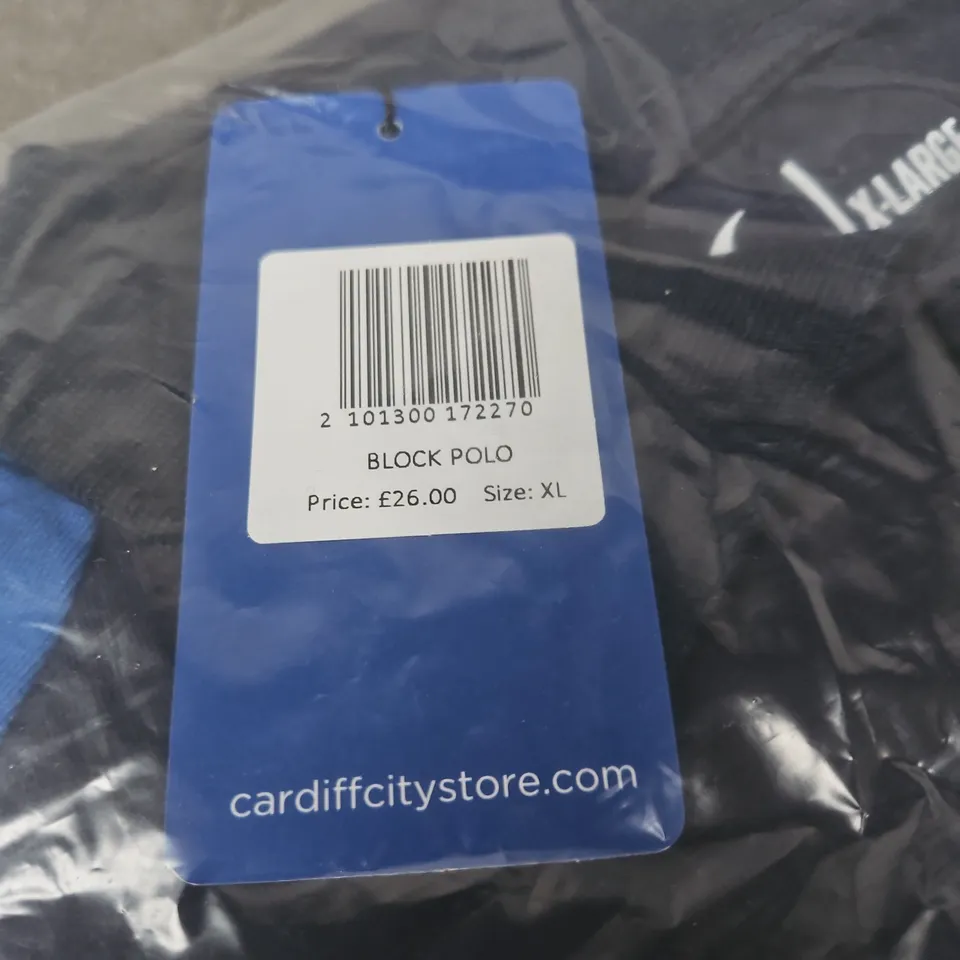 X-LARGE
2 101300 172270
BLOCK POLO
Price: £26.00 Size: XL
cardiffcitystore.com